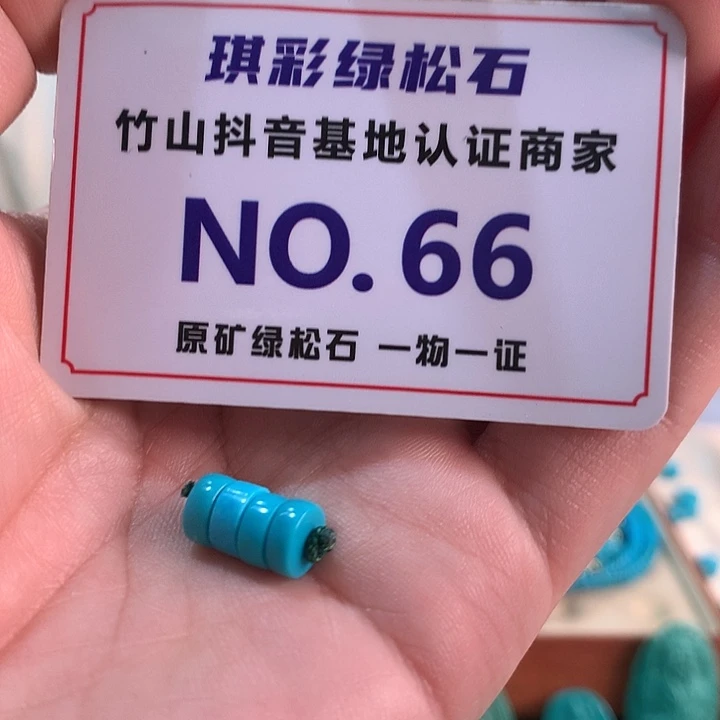 琪彩绿松石
竹山抖音基地认证商家
NO. 66
原矿绿松石 一物一证